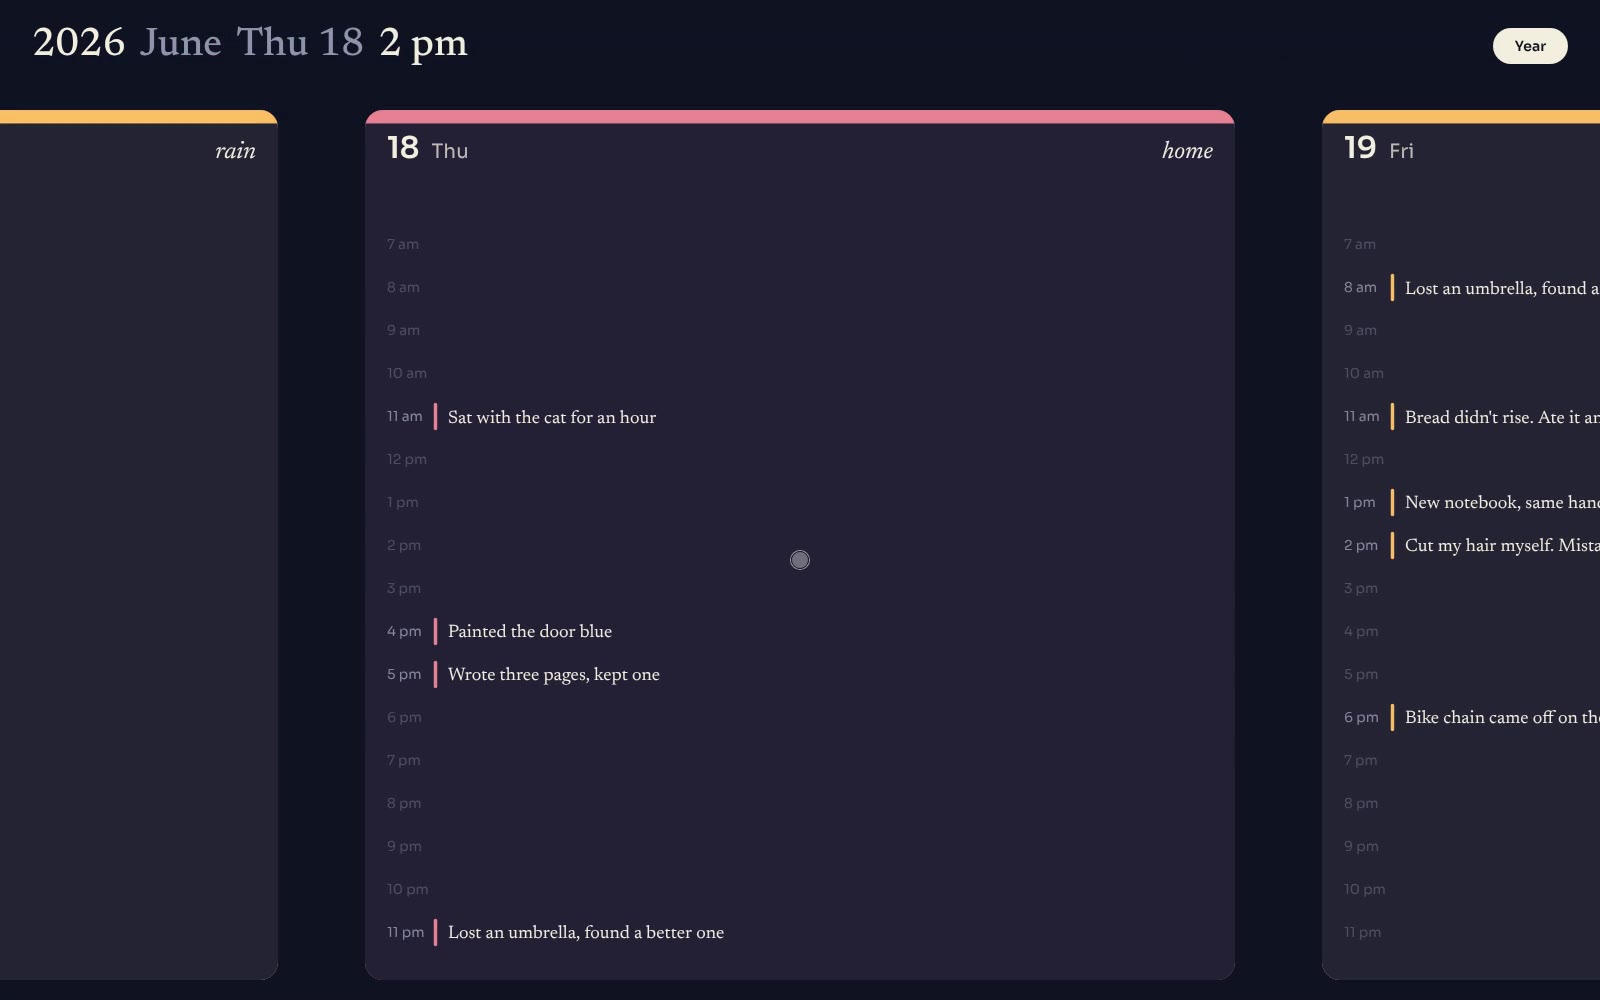 2026 June Thu 18 2 pm
Year
rain
18 Thu
home
7 am
8 am
9 am
10 am
11 am Sat with the cat for an hour
12 pm
1 pm
2 pm
3 pm
4 pm Painted the door blue
5 pm Wrote three pages, kept one
6 pm
7 pm
8 pm
9 pm
10 pm
11 pm Lost an umbrella, found a better one
19 Fri
7 am
8 am Lost an umbrella, found a
9 am
10 am
11 am Bread didn't rise. Ate it
12 pm
1 pm New notebook, same
2 pm Cut my hair myself.
3 pm
4 pm
5 pm
6 pm Bike chain came off on
7 pm
8 pm
9 pm
10 pm
11 pm